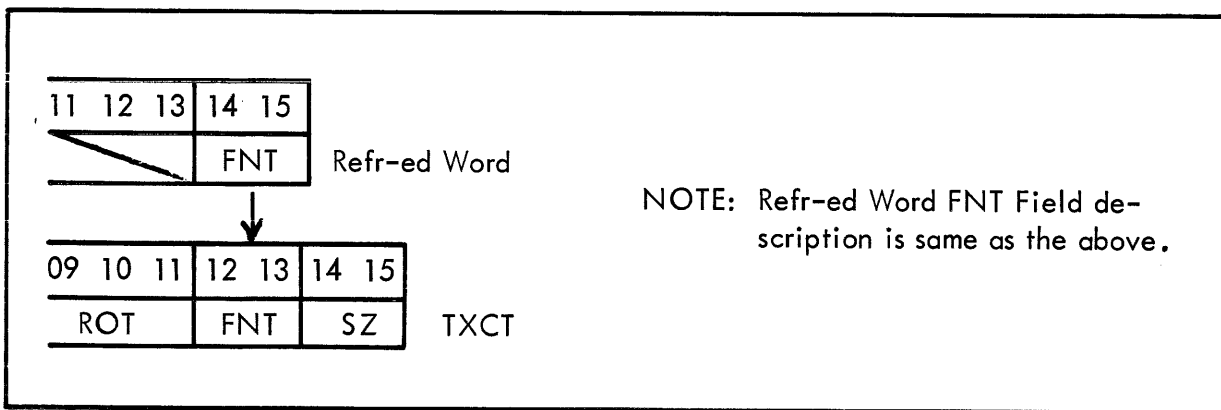 11 12 13 14 15
FNT Refr-ed Word
NOTE: Refr-ed Word FNT Field de-
scription is same as the above.
09 10 11 12 13 14 15
ROT FNT SZ TXCT